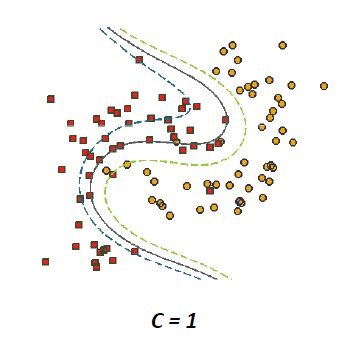 C = 1